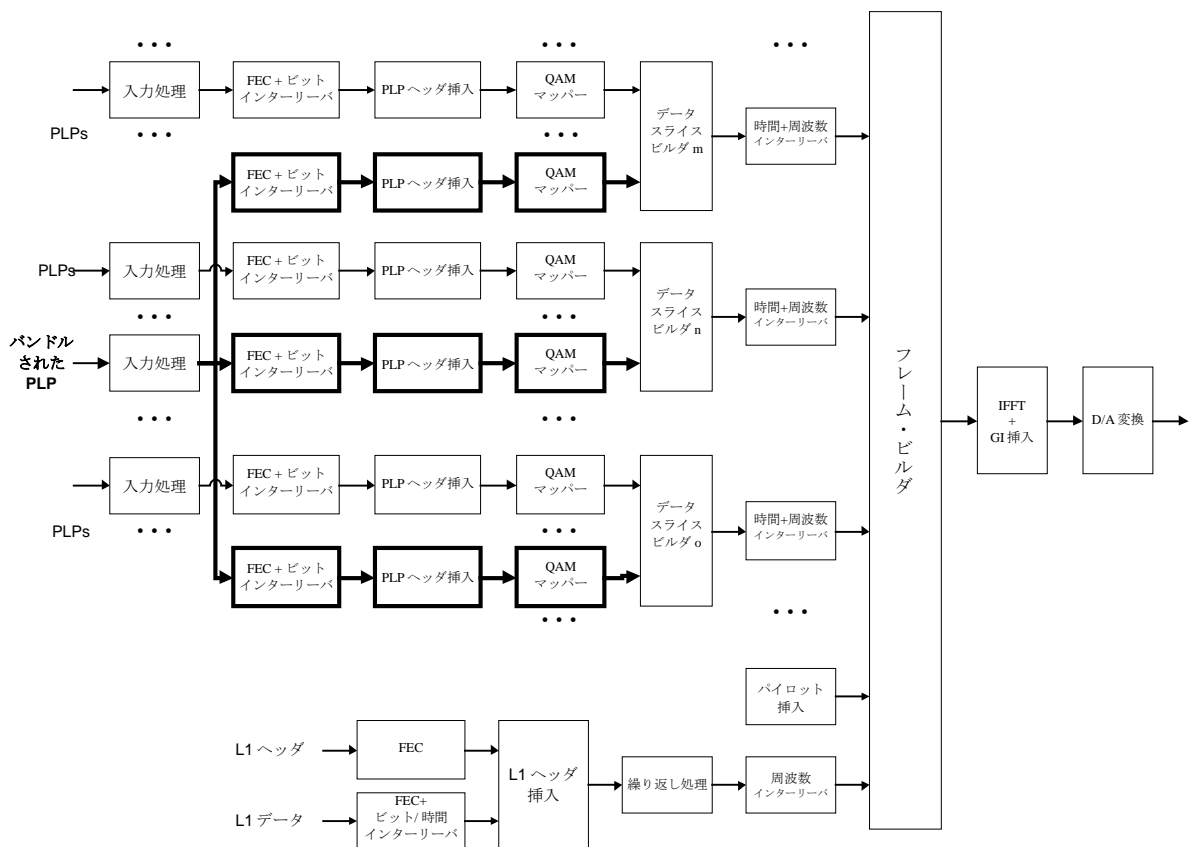 • • •
入力処理
FEC + ビット
インターリーバ
PLP ヘッダ挿入
• • •
QAM
マッパー
データ
スライス
ビルダ m
• • •
時間+周波数
インターリーバ
PLPs
• • •
• • •
FEC + ビット
インターリーバ
PLP ヘッダ挿入
QAM
マッパー
PLPs
入力処理
FEC + ビット
インターリーバ
PLP ヘッダ挿入
QAM
マッパー
データ
スライス
ビルダ n
時間+周波数
インターリーバ
• • •
• • •
バンドル
された
PLP
入力処理
FEC + ビット
インターリーバ
PLP ヘッダ挿入
QAM
マッパー
• • •
• • •
入力処理
FEC + ビット
インターリーバ
PLP ヘッダ挿入
QAM
マッパー
データ
スライス
ビルダ o
時間+周波数
インターリーバ
PLPs
• • •
• • •
FEC + ビット
インターリーバ
PLP ヘッダ挿入
QAM
マッパー
• • •
• • •
フレーム・ビルダ
IFFT
+
GI 挿入
D/A 変換
パイロット
挿入
L1 ヘッダ
FEC
L1 ヘッダ
挿入
繰り返し処理
周波数
インターリーバ
L1 データ
FEC+
ビット/ 時間
インターリーバ